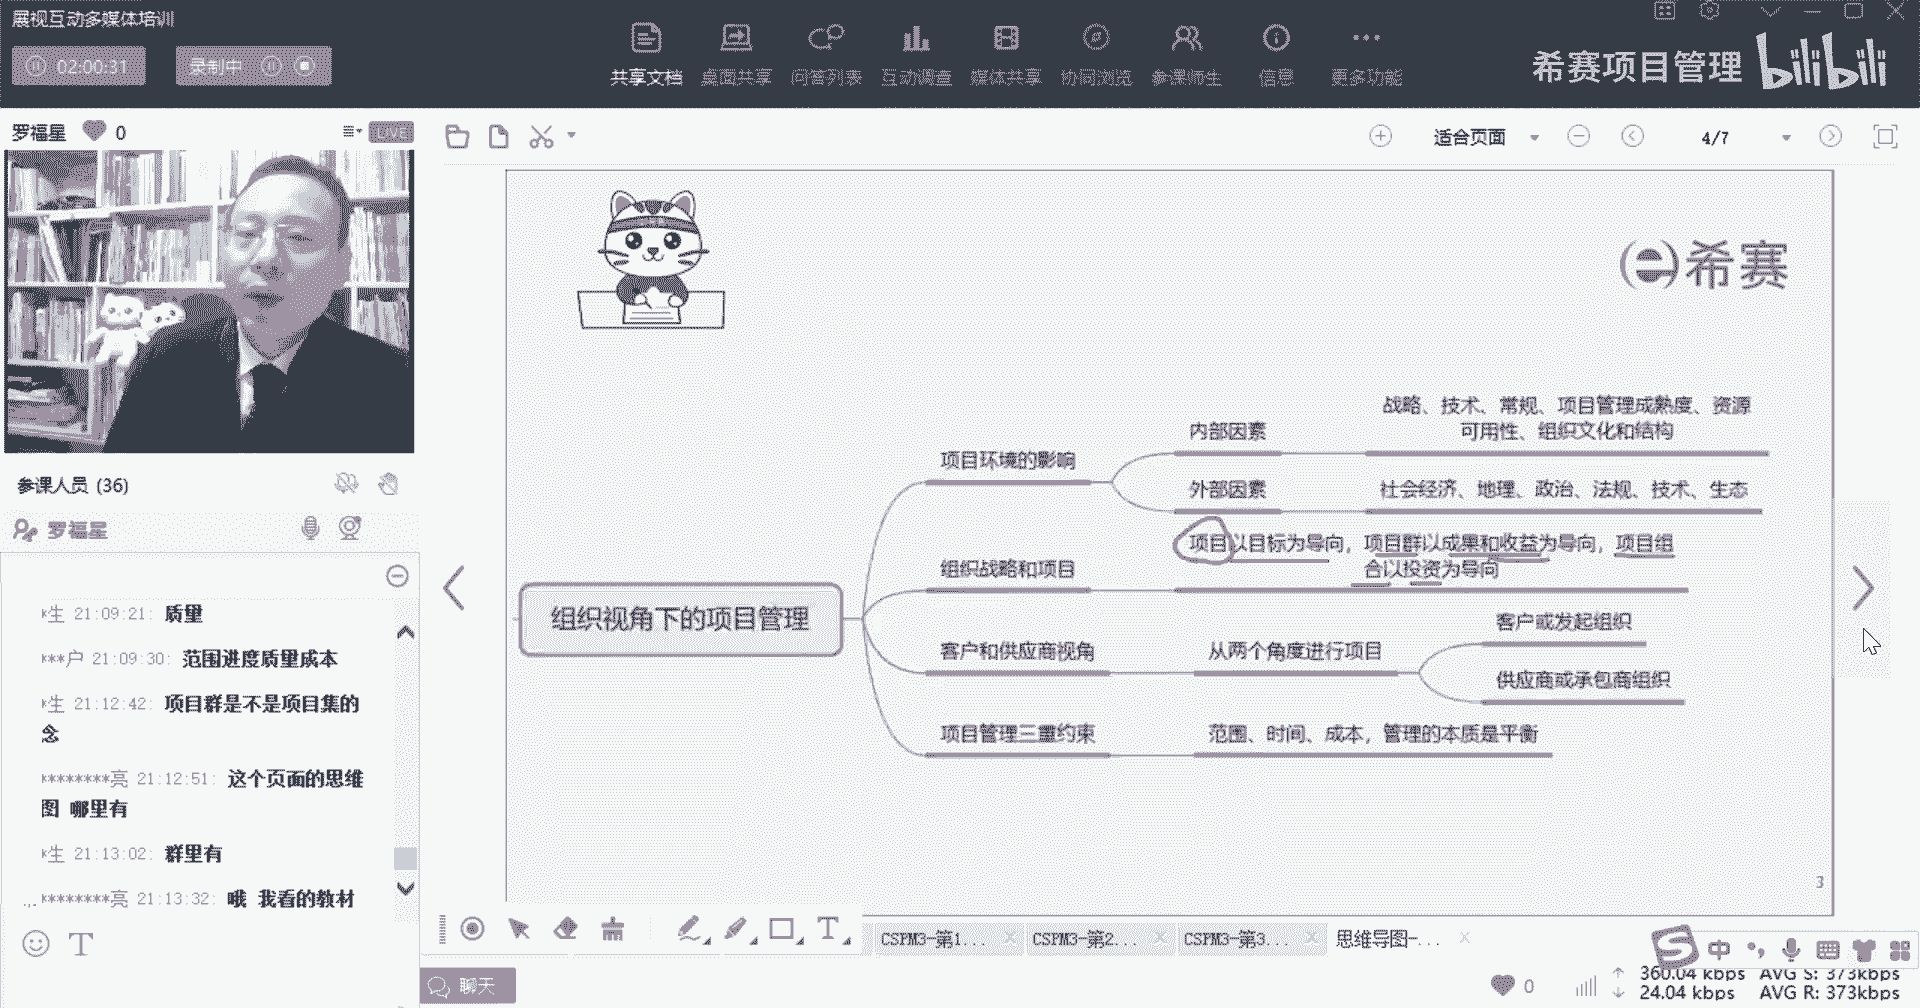 展视互动多媒体培训
02:00:31
录制中
共享文档
桌面共享
问答列表
互动调查
媒体共享
协同浏览
参课师生
信息
更多功能
希赛项目管理
bilibili
罗福星 0
LIVE
适合页面
4/7
希赛
战略、技术、常规、项目管理成熟度、资源
可用性、组织文化和结构
内部因素
项目环境的影响
外部因素
社会经济、地理、政治、法规、技术、生态
项目以目标为导向，项目群以成果和收益为导向，项目组
合以投资为导向
组织战略和项目
组织视角下的项目管理
客户或发起组织
客户和供应商视角
从两个角度进行项目
供应商或承包商组织
项目管理三重约束
范围、时间、成本，管理的本质是平衡
3
参课人员 (36)
罗福星
生 21:09:21: 质里
***户 21:09:30: 范围进度质里成本
生 21:12:42: 项目群是不是项目集的
念
********亮 21:12:51: 这个页面的思维
图 哪里有
生 21:13:02: 群里有
********亮 21:13:32: 哦 我看的教材
T
T
CSPM3-第1...
CSPM3-第2...
CSPM3-第3...
思维导图-...
聊天
S 中
0
360.04 kbps AVG S: 373kbps
24.04 kbps AVG R: 373kbps